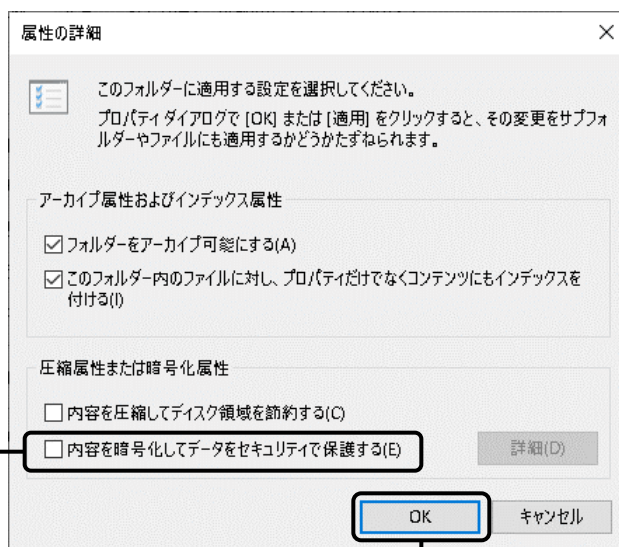 属性の詳細
このフォルダーに適用する設定を選択してください。
プロパティ ダイアログで [OK] または [適用] をクリックすると、その変更をサブフォ
ルダーやファイルにも適用するかどうかたずねられます。
アーカイブ属性およびインデックス属性
フォルダーをアーカイブ可能にする(A)
このフォルダー内のファイルに対し、プロパティだけでなくコンテンツにもインデックスを
付ける(I)
圧縮属性または暗号化属性
内容を圧縮してディスク領域を節約する(C)
内容を暗号化してデータをセキュリティで保護する(E)
詳細(D)
OK
キャンセル